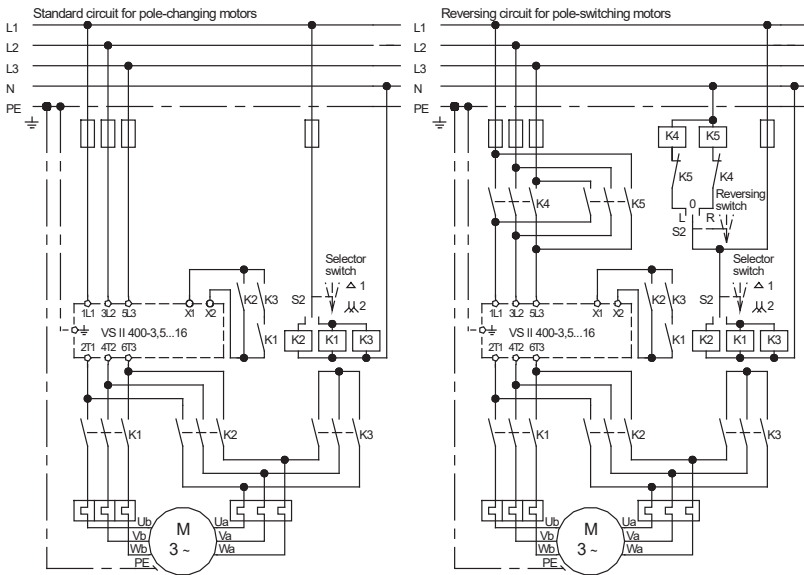 Standard circuit for pole-changing motors
L1
L2
L3
N
PE
1L1 3L2 5L3
X1 X2
K2 K3
K1
VS II 400-3,5...16
2T1 4T2 6T3
Selector
switch
S2
1
2
K2 K1 K3
K1
K2
K3
Ub
Vb
Wb
PE
M
3 ~
Ua
Va
Wa
Reversing circuit for pole-switching motors
L1
L2
L3
N
PE
K4 K5
K5 K4
K4
K5
L 0 R
S2
Reversing
switch
1L1 3L2 5L3
X1 X2
K2 K3
K1
VS II 400-3,5...16
2T1 4T2 6T3
Selector
switch
S2
1
2
K2 K1 K3
K1
K2
K3
Ub
Vb
Wb
PE
M
3 ~
Ua
Va
Wa